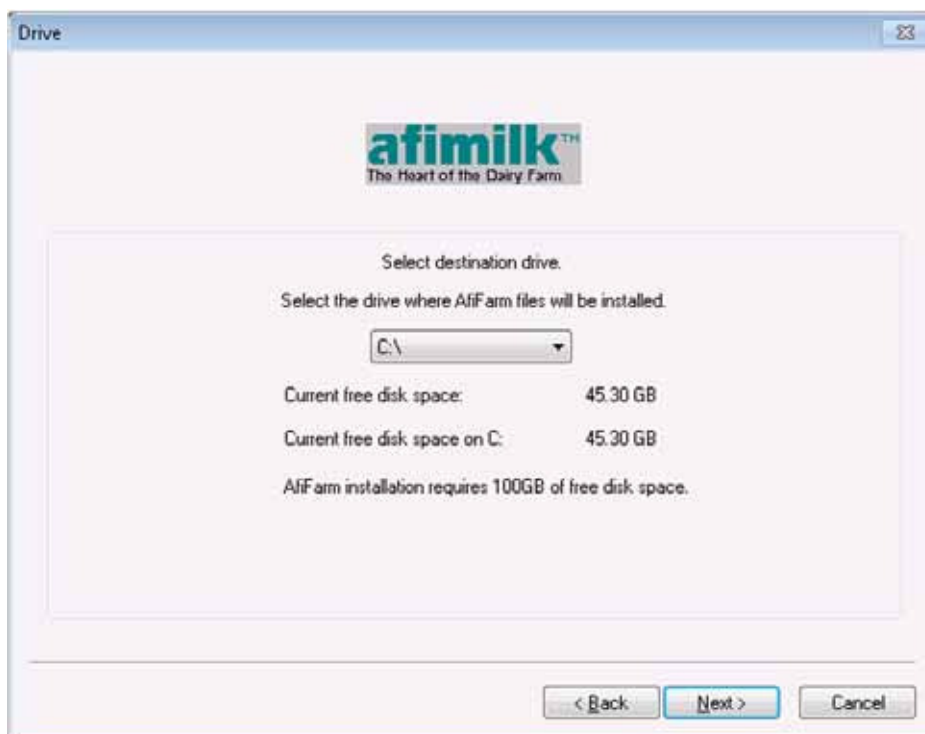 Drive
afimilk™
The Heart of the Dairy Farm
Select destination drive.
Select the drive where AfiFarm files will be installed.
C:\
Current free disk space: 45.30 GB
Current free disk space on C: 45.30 GB
AfiFarm installation requires 100GB of free disk space.
< Back Next > Cancel